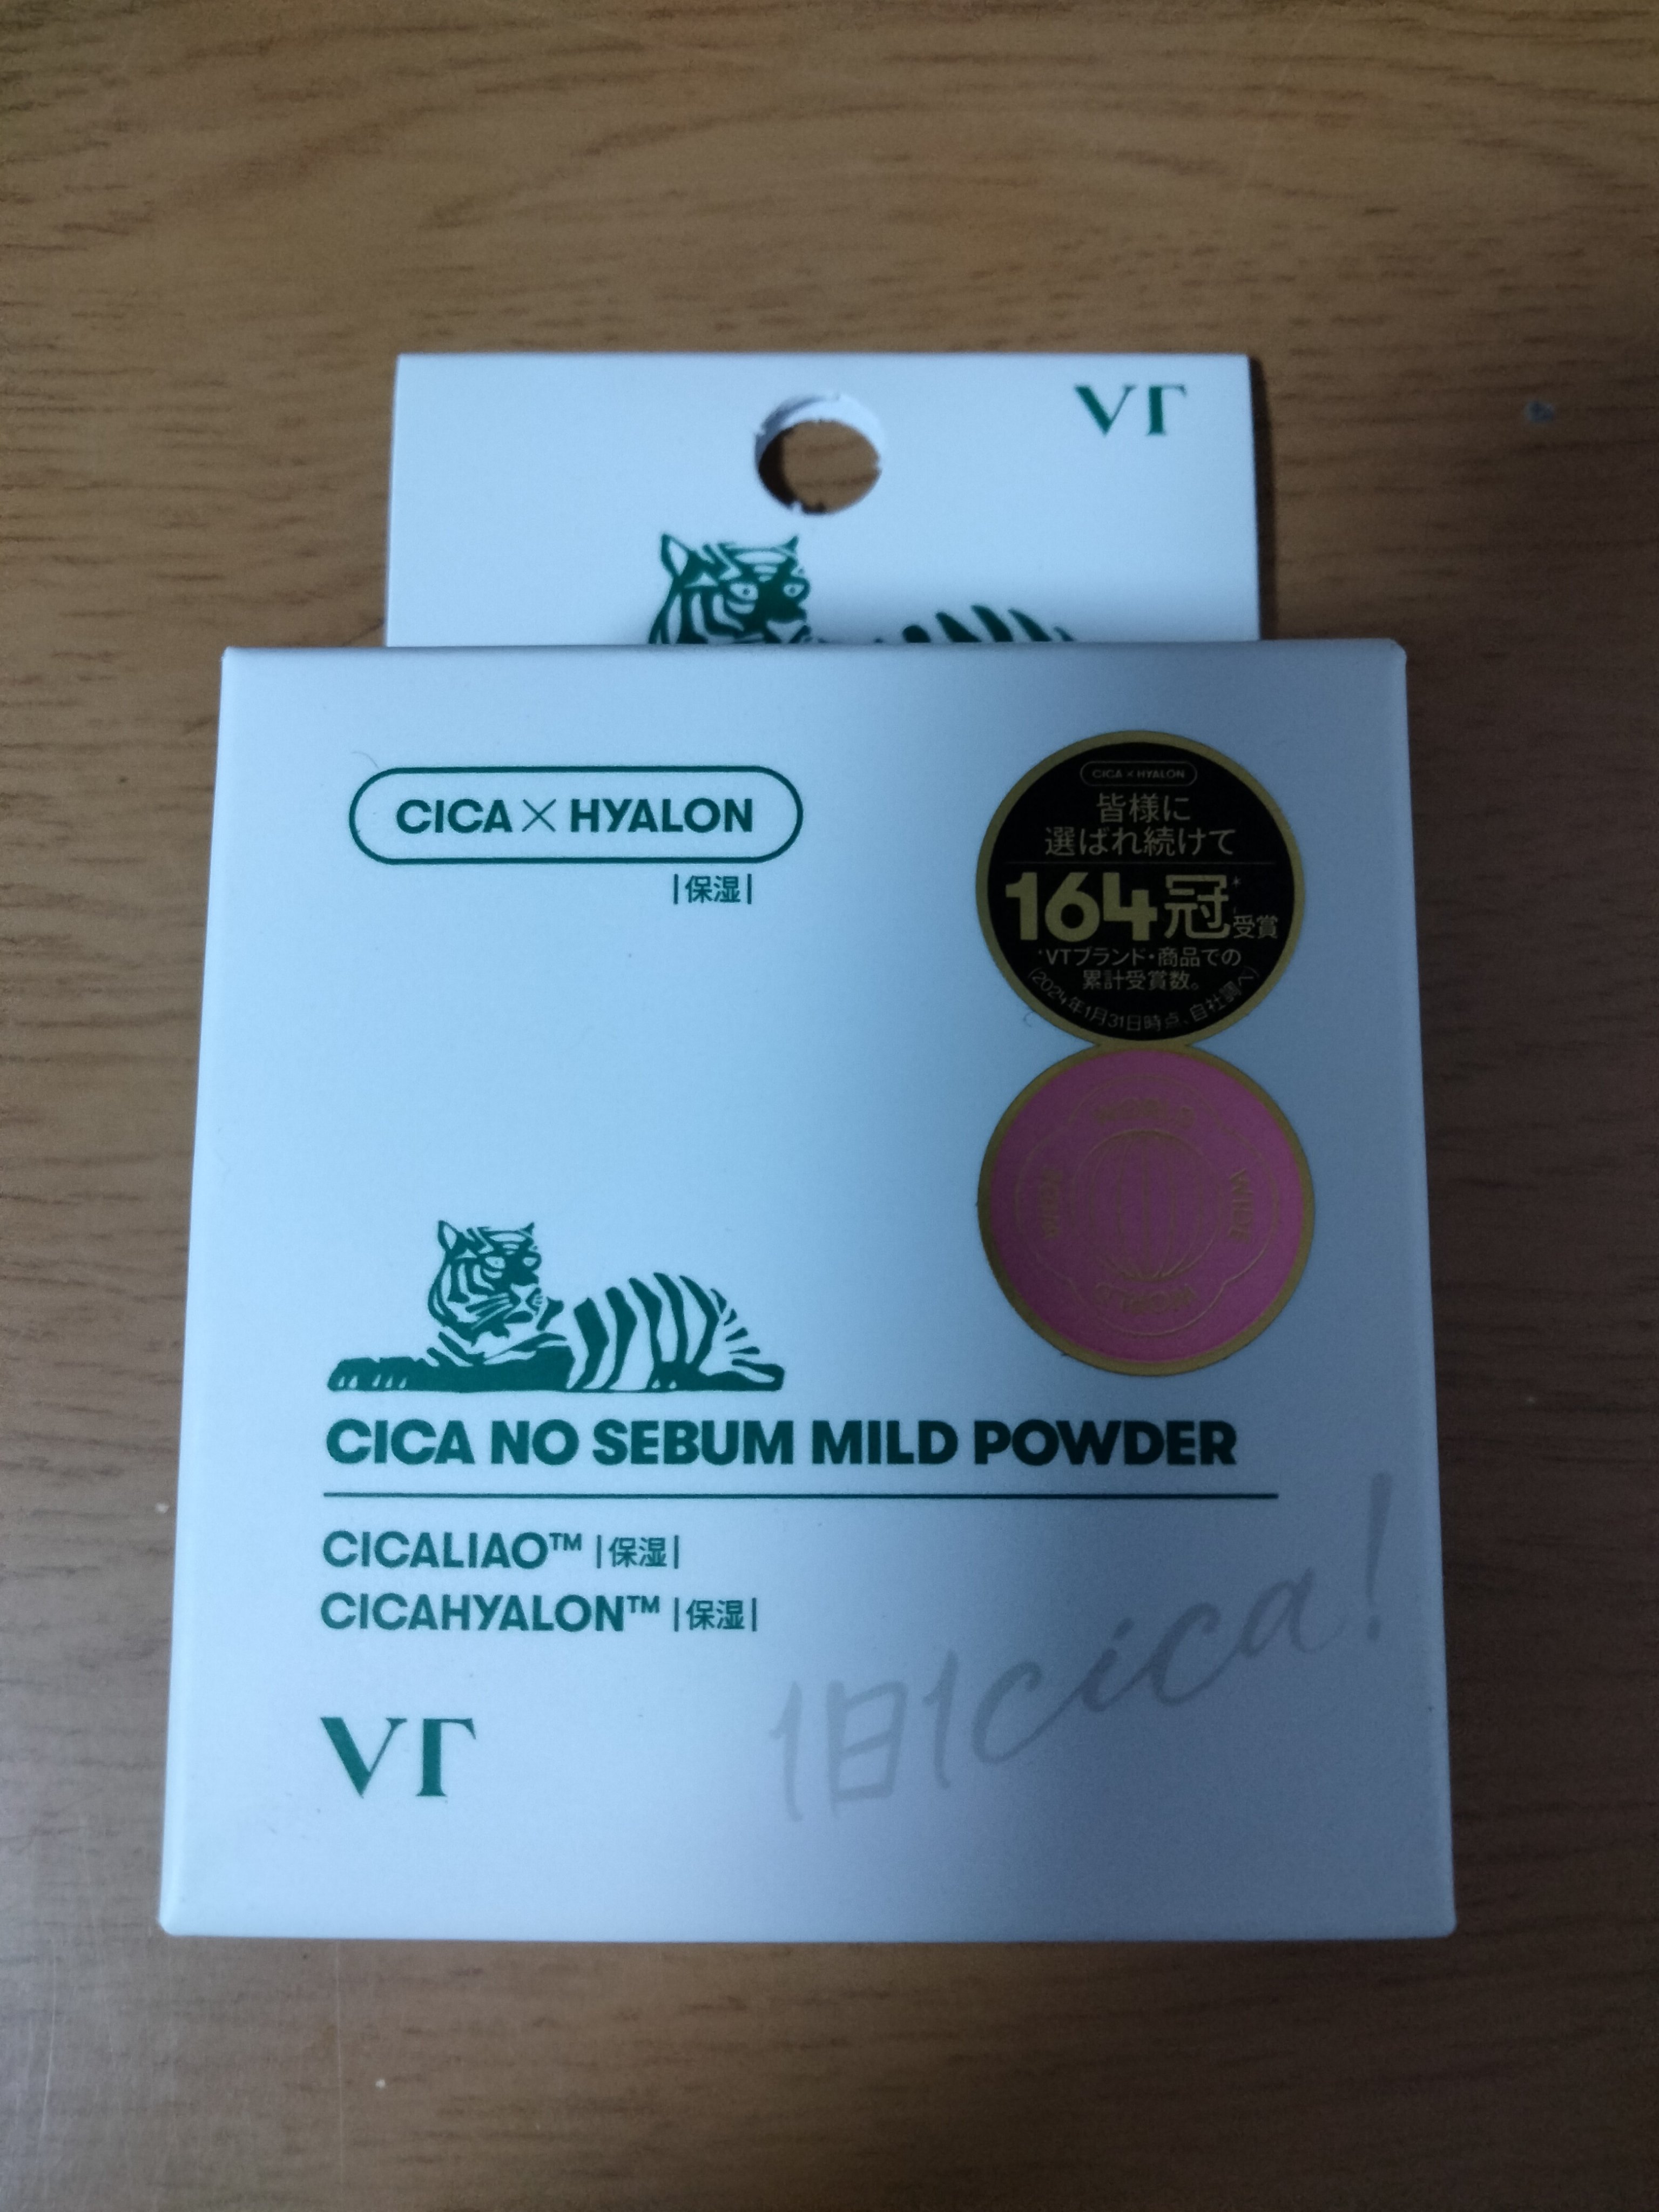 VT
CICA×HYALON
|保湿|
CICA×HYALON
皆様に
選ばれ続けて
164冠*受賞
*VTブランド・商品での
累計受賞数。
(2024年1月31日時点、自社調べ)
CICA NO SEBUM MILD POWDER
CICALIAO™ |保湿|
CICAHYALON™ |保湿|
1日1cica!
VT